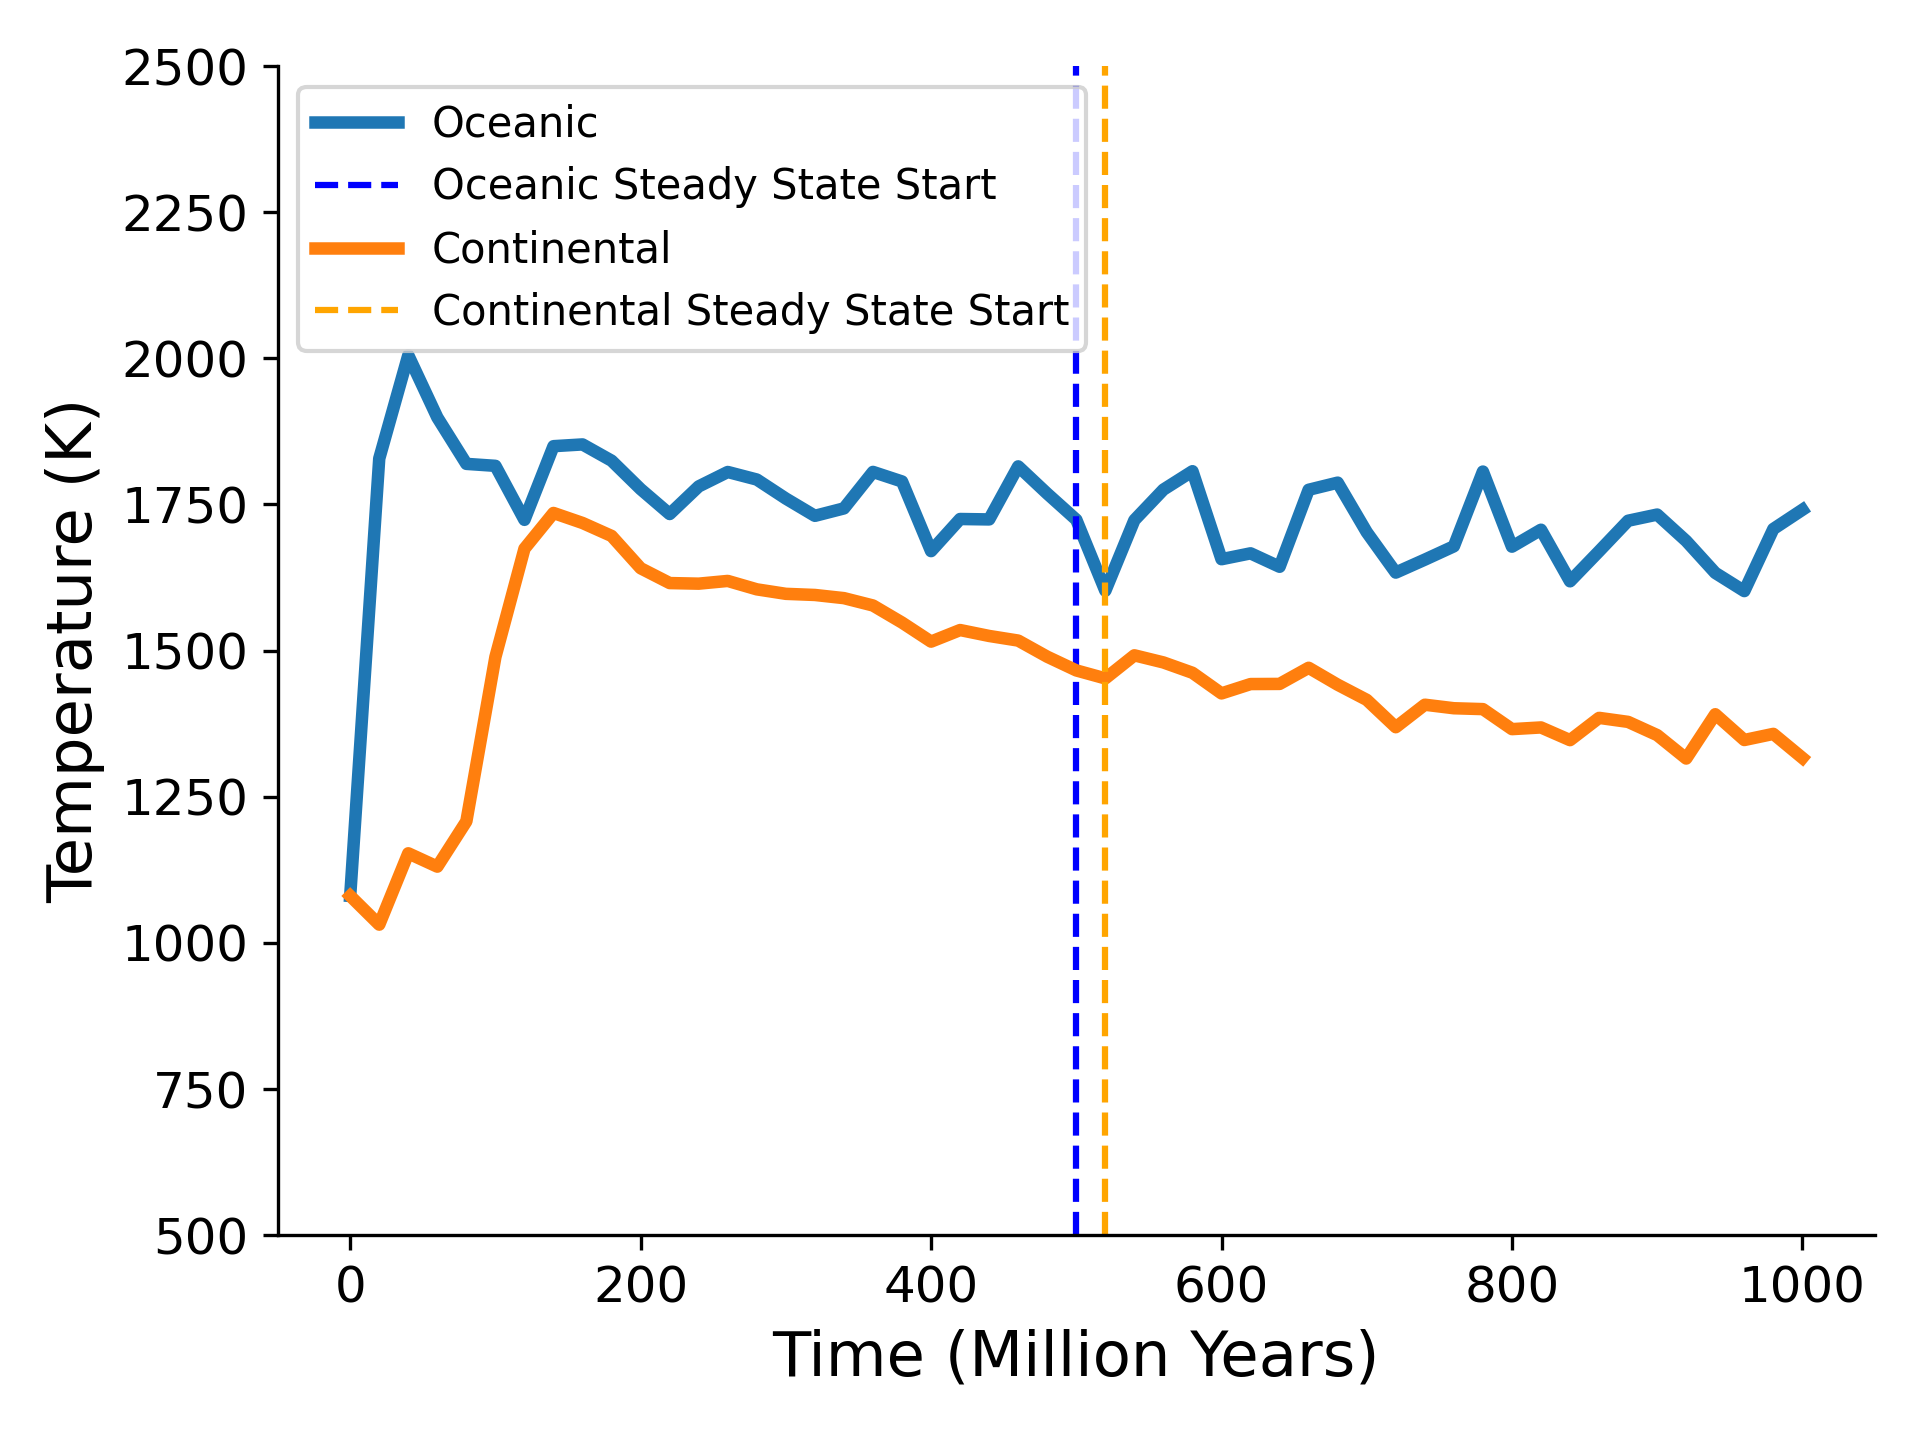 2500
2250
2000
1750
1500
1250
1000
750
500
Temperature (K)
Oceanic
Oceanic Steady State Start
Continental
Continental Steady State Start
0 200 400 600 800 1000
Time (Million Years)